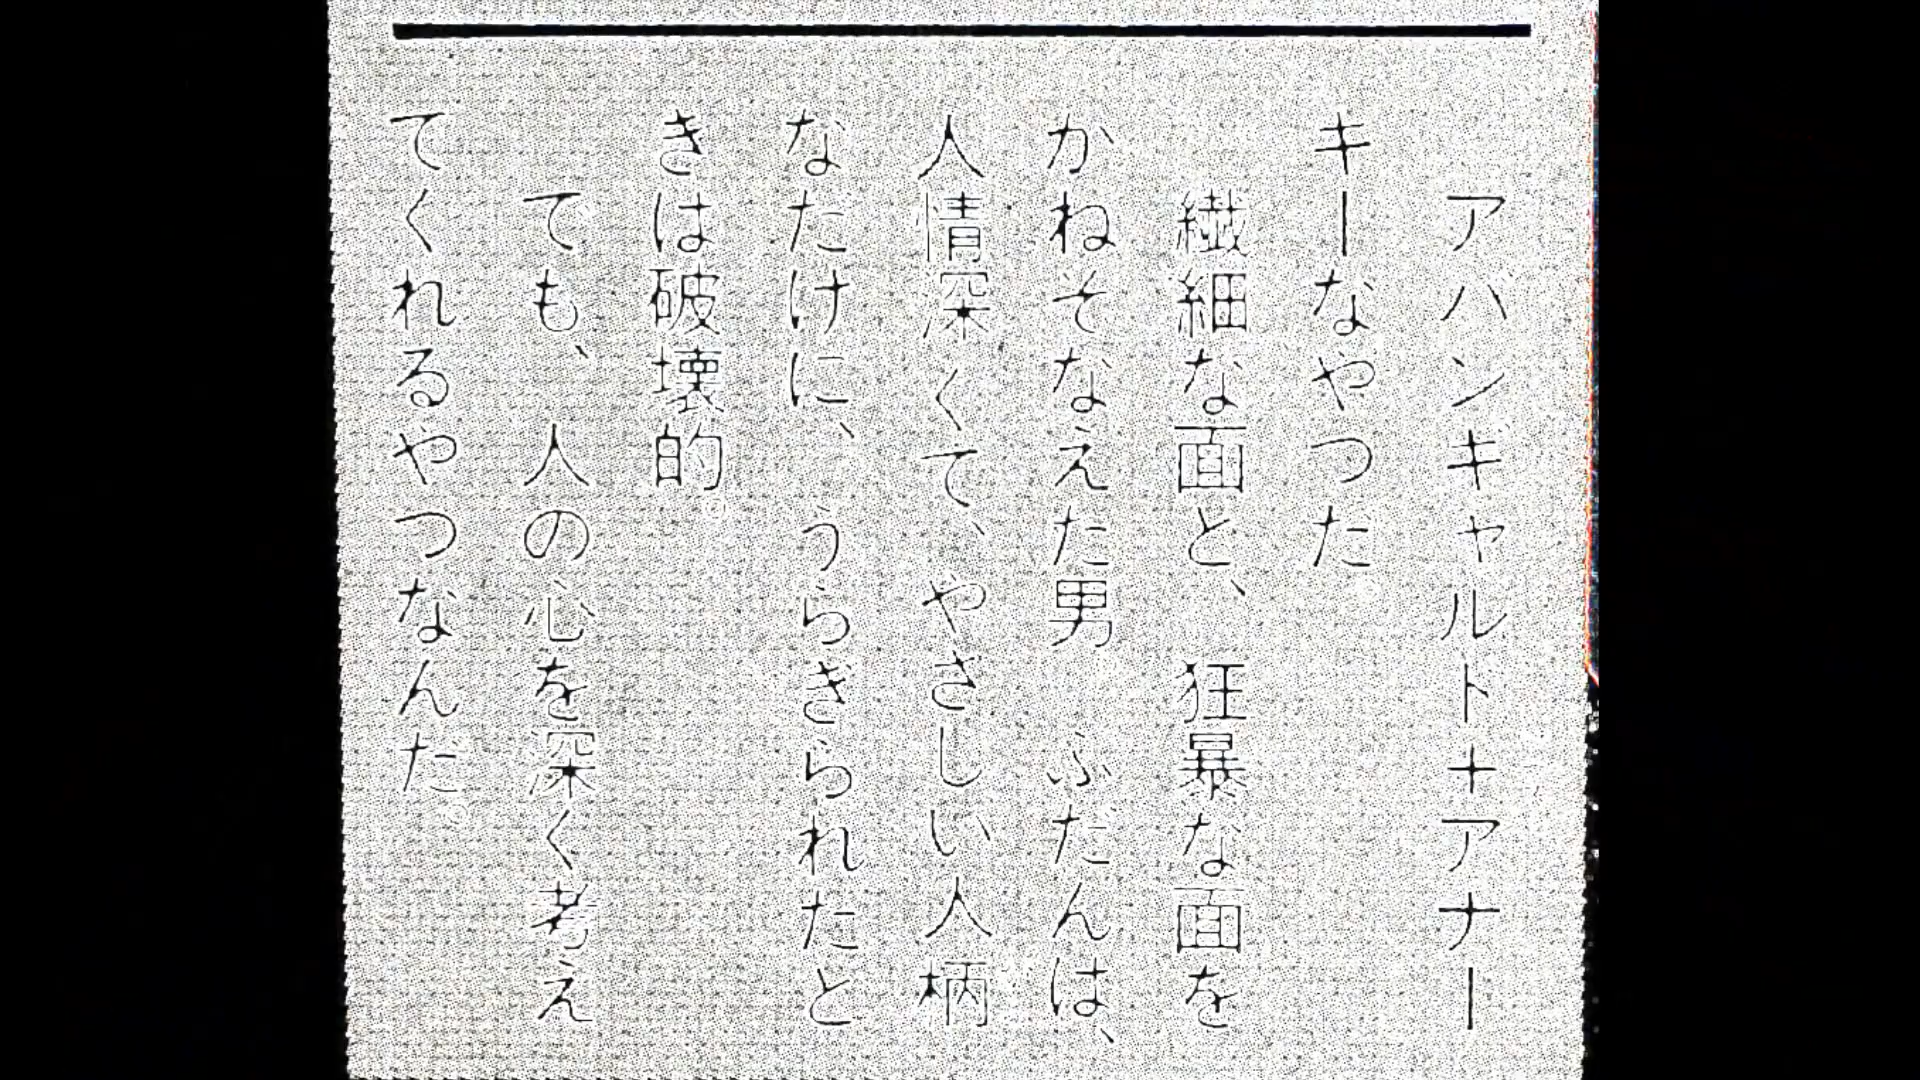 アバンギャルド+アナー
キーなやつだ。
繊細な面と、狂暴な面を
かねそなえた男。ふだんは、
人情深くて、やさしい人柄
なだけに、うらぎられたと
きは破壊的。
でも、人の心を深く考え
てくれるやつなんだ。